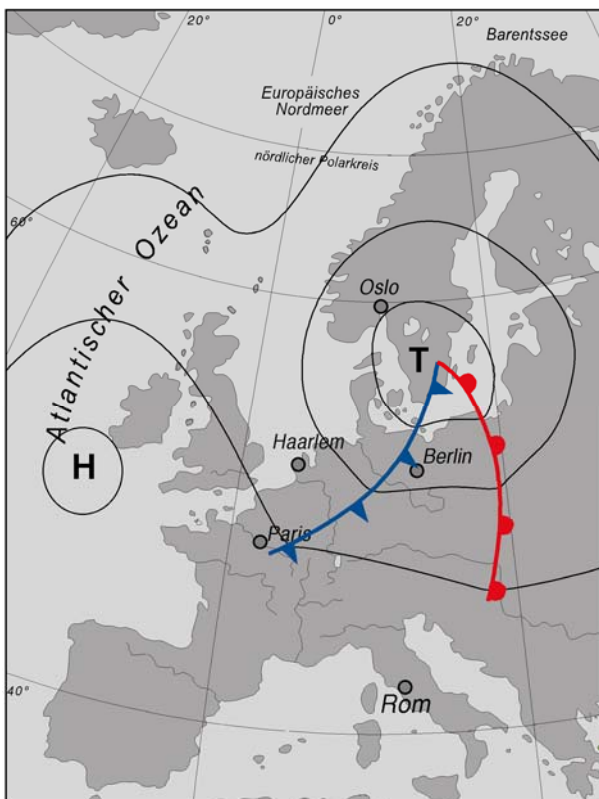 20°
0°
20°
Barentssee
Europäisches
Nordmeer
nördlicher Polarkreis
60°
Atlantischer Ozean
Oslo
T
Haarlem
Berlin
H
Paris
40°
Rom